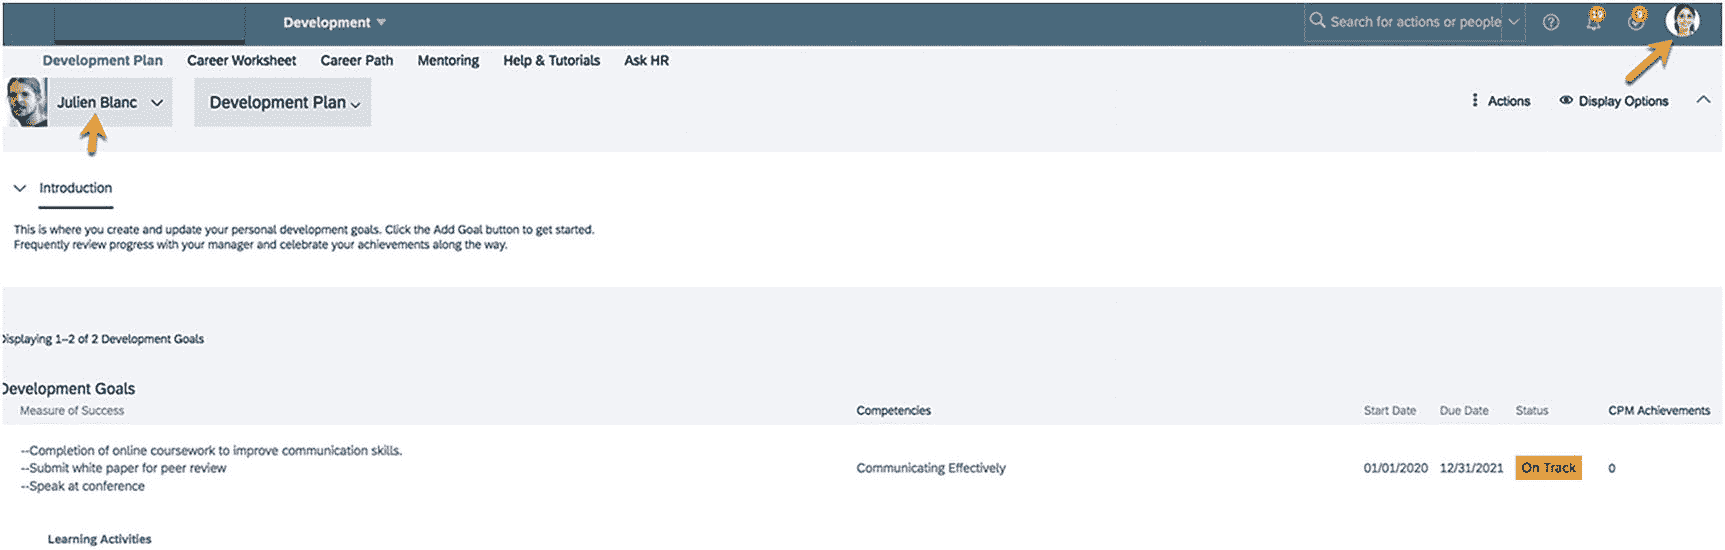 Development
Search for actions or people
Development Plan Career Worksheet Career Path Mentoring Help & Tutorials Ask HR
Julien Blanc Development Plan Actions Display Options
Introduction
This is where you create and update your personal development goals. Click the Add Goal button to get started.
Frequently review progress with your manager and celebrate your achievements along the way.
Displaying 1–2 of 2 Development Goals
Development Goals
Measure of Success Competencies Start Date Due Date Status CPM Achievements
--Completion of online coursework to improve communication skills.
--Submit white paper for peer review
--Speak at conference
Communicating Effectively 01/01/2020 12/31/2021 On Track 0
Learning Activities